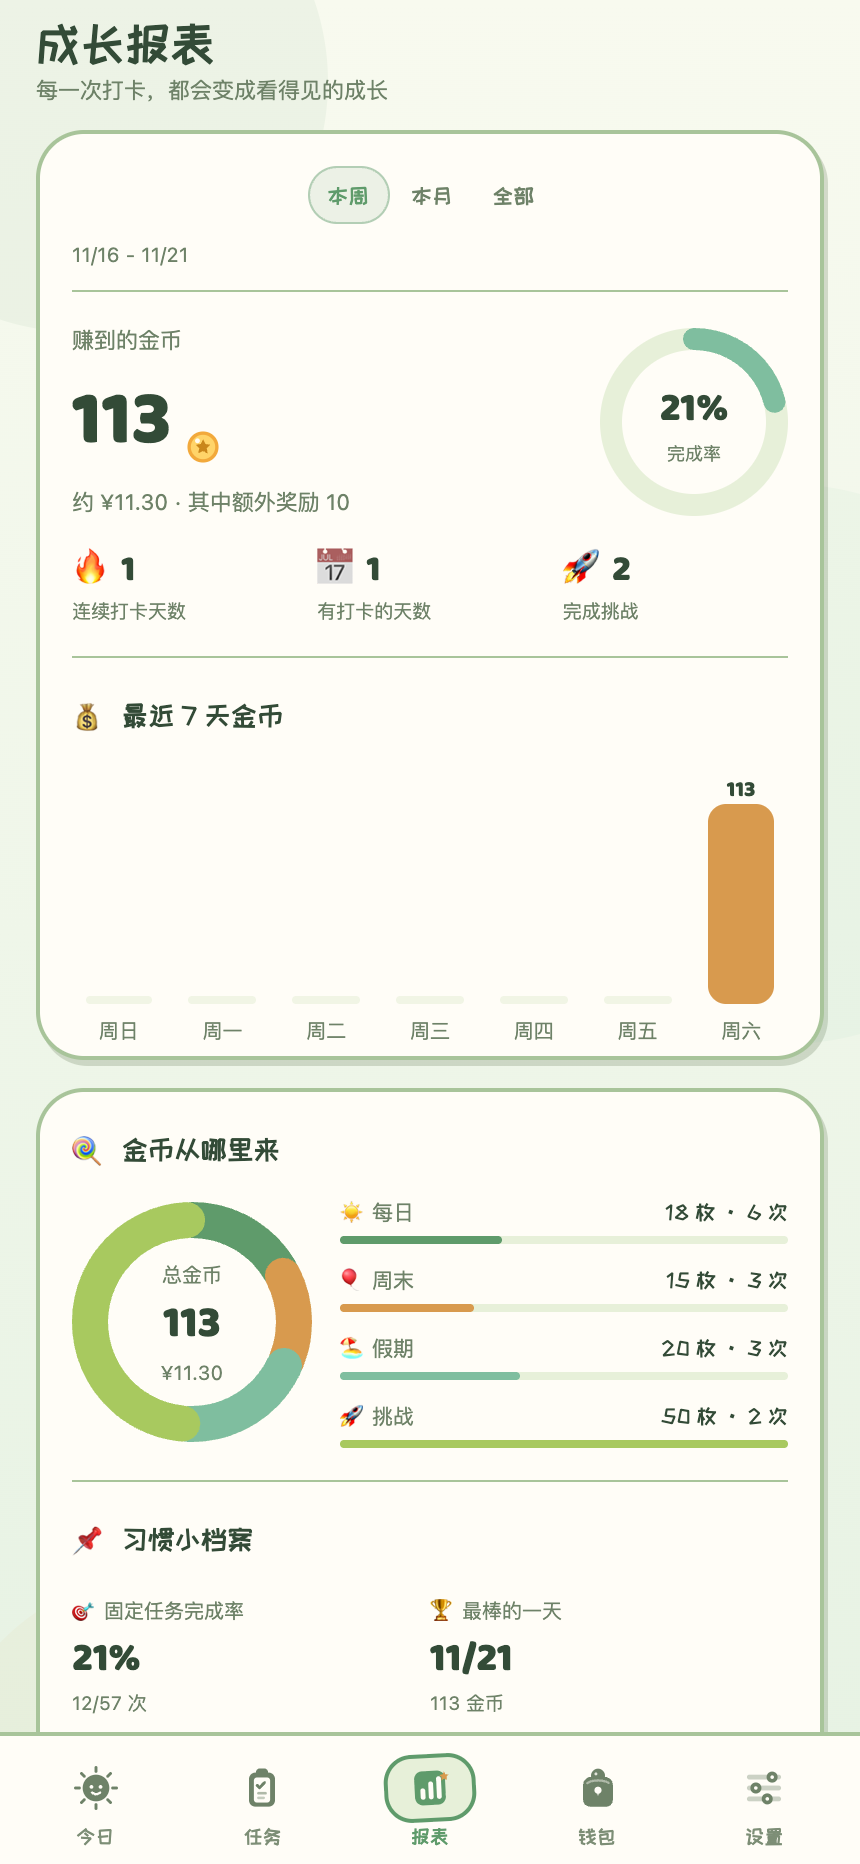 成长报表
每一次打卡，都会变成看得见的成长
本周 本月 全部
11/16 - 11/21
赚到的金币
113
21%
完成率
约 ¥11.30 · 其中额外奖励 10
1
JUL 17 1
2
连续打卡天数
有打卡的天数
完成挑战
最近 7 天金币
113
周日 周一 周二 周三 周四 周五 周六
金币从哪里来
总金币
113
¥11.30
每日 18 枚 · 6 次
周末 15 枚 · 3 次
假期 20 枚 · 3 次
挑战 50 枚 · 2 次
习惯小档案
固定任务完成率
21%
12/57 次
最棒的一天
11/21
113 金币
今日 任务 报表 钱包 设置